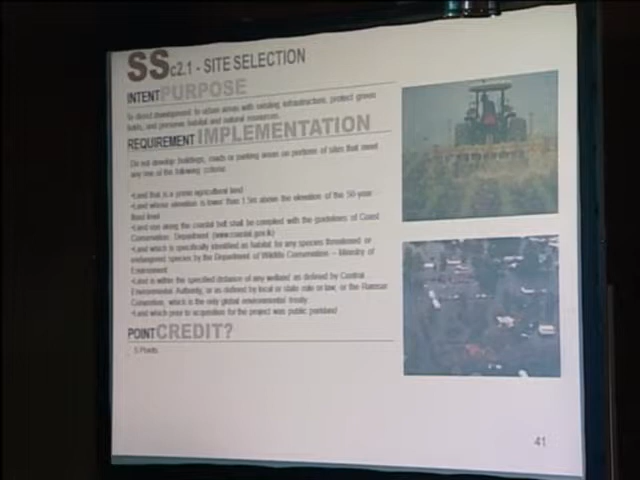 SSc2.1 - SITE SELECTION
INTENT PURPOSE
To direct development to urban areas with existing infrastructure, protect green
fields, and preserve habitat and natural resources.
REQUIREMENT IMPLEMENTATION
Do not develop buildings, roads or parking areas on portions of sites that meet
any one of the following criteria:
•Land that is a prime agricultural land
•Land whose elevation is lower than 1.5m above the elevation of the 50-year
flood level
•Land use along the coastal belt shall be complied with the guidelines of Coast
Conservation Department (www.coastal.gov.lk)
•Land which is specifically identified as habitat for any species threatened or
endangered species by the Department of Wildlife Conservation – Ministry of
Environment
•Land is within the specified distance of any wetland as defined by Central
Environmental Authority, or as defined by local or state rule or law, or the Ramsar
Convention, which is the only global environmental treaty.
•Land which prior to acquisition for the project was public parkland
POINT CREDIT?
5 Points
41